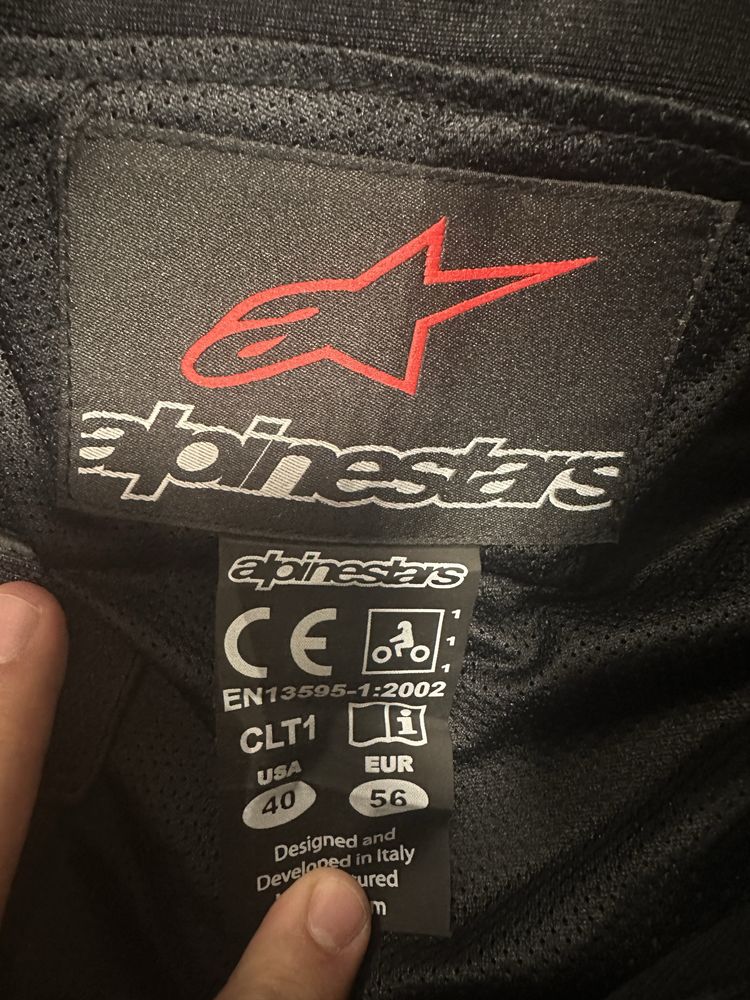 alpinestars
alpinestars
CE
1
1
1
EN13595-1:2002
CLT1
i
USA EUR
40 56
Designed and
Developed in Italy